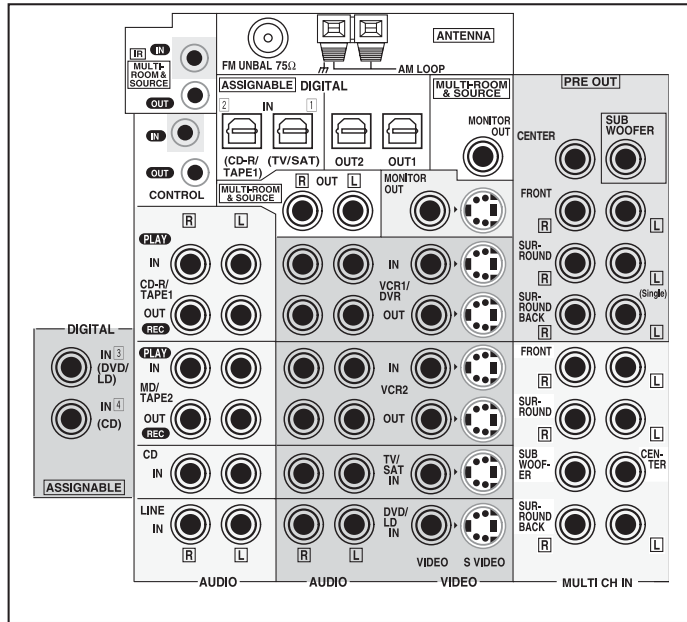 IR IN
MULTI-
ROOM &
SOURCE
OUT
IN
OUT
CONTROL
FM UNBAL 75Ω
AM LOOP
ANTENNA
ASSIGNABLE DIGITAL
2 IN 1
(CD-R/
TAPE1)
(TV/SAT)
OUT2
OUT1
MULTI-ROOM
& SOURCE
MONITOR
OUT
MULTI-ROOM
& SOURCE
R OUT L
MONITOR
OUT
PRE OUT
CENTER
SUB
WOOFER
FRONT
R L
SUR-
ROUND
R L
SUR-
ROUND
BACK
(Single)
R L
R L
PLAY
IN
CD-R/
TAPE1
OUT
REC
IN
VCR1/
DVR
OUT
DIGITAL
IN 3
(DVD/
LD)
IN 4
(CD)
ASSIGNABLE
PLAY
IN
MD/
TAPE2
OUT
REC
IN
VCR2
OUT
CD
IN
TV/
SAT
IN
LINE
IN
DVD/
LD
IN
R L
R L
VIDEO S VIDEO
AUDIO
AUDIO
VIDEO
FRONT
R L
SUR-
ROUND
R L
SUB
WOOF-
ER
CEN-
TER
SUR-
ROUND
BACK
R L
MULTI CH IN